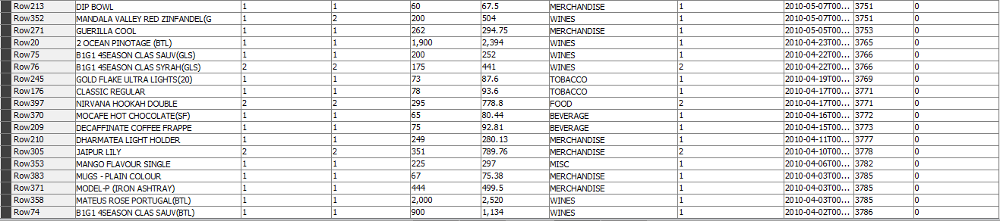 Row213 DIP BOWL 1 1 60 67.5 MERCHANDISE 1 2010-05-07T00... 3751 0
Row352 MANDALA VALLEY RED ZINFANDEL(G 1 2 200 504 WINES 1 2010-05-07T00... 3751 0
Row271 GUERILLA COOL 1 1 262 294.75 MERCHANDISE 1 2010-05-05T00... 3753 0
Row20 2 OCEAN PINOTAGE (BTL) 1 1 1,900 2,394 WINES 1 2010-04-23T00... 3765 0
Row75 B1G1 4SEASON CLAS SAUV(GLS) 1 1 200 252 WINES 1 2010-04-22T00... 3766 0
Row76 B1G1 4SEASON CLAS SYRAH(GLS) 2 2 175 441 WINES 2 2010-04-22T00... 3766 0
Row245 GOLD FLAKE ULTRA LIGHTS(20) 1 1 73 87.6 TOBACCO 1 2010-04-19T00... 3769 0
Row176 CLASSIC REGULAR 1 1 78 93.6 TOBACCO 1 2010-04-17T00... 3771 0
Row397 NIRVANA HOOKAH DOUBLE 2 2 295 778.8 FOOD 2 2010-04-17T00... 3771 0
Row370 MOCAFE HOT CHOCOLATE(SF) 1 1 65 80.44 BEVERAGE 1 2010-04-16T00... 3772 0
Row209 DECAFFINATE COFFEE FRAPPE 1 1 75 92.81 BEVERAGE 1 2010-04-15T00... 3773 0
Row210 DHARMATEA LIGHT HOLDER 1 1 249 280.13 MERCHANDISE 1 2010-04-11T00... 3777 0
Row305 JAIPUR LILY 2 2 351 789.76 MERCHANDISE 2 2010-04-10T00... 3778 0
Row353 MANGO FLAVOUR SINGLE 1 1 225 297 MISC 1 2010-04-06T00... 3782 0
Row383 MUGS - PLAIN COLOUR 1 1 67 75.38 MERCHANDISE 1 2010-04-03T00... 3785 0
Row371 MODEL-P (IRON ASHTRAY) 1 1 444 499.5 MERCHANDISE 1 2010-04-03T00... 3785 0
Row358 MATEUS ROSE PORTUGAL(BTL) 1 1 2,000 2,520 WINES 1 2010-04-03T00... 3785 0
Row74 B1G1 4SEASON CLAS SAUV(BTL) 1 1 900 1,134 WINES 1 2010-04-02T00... 3786 0